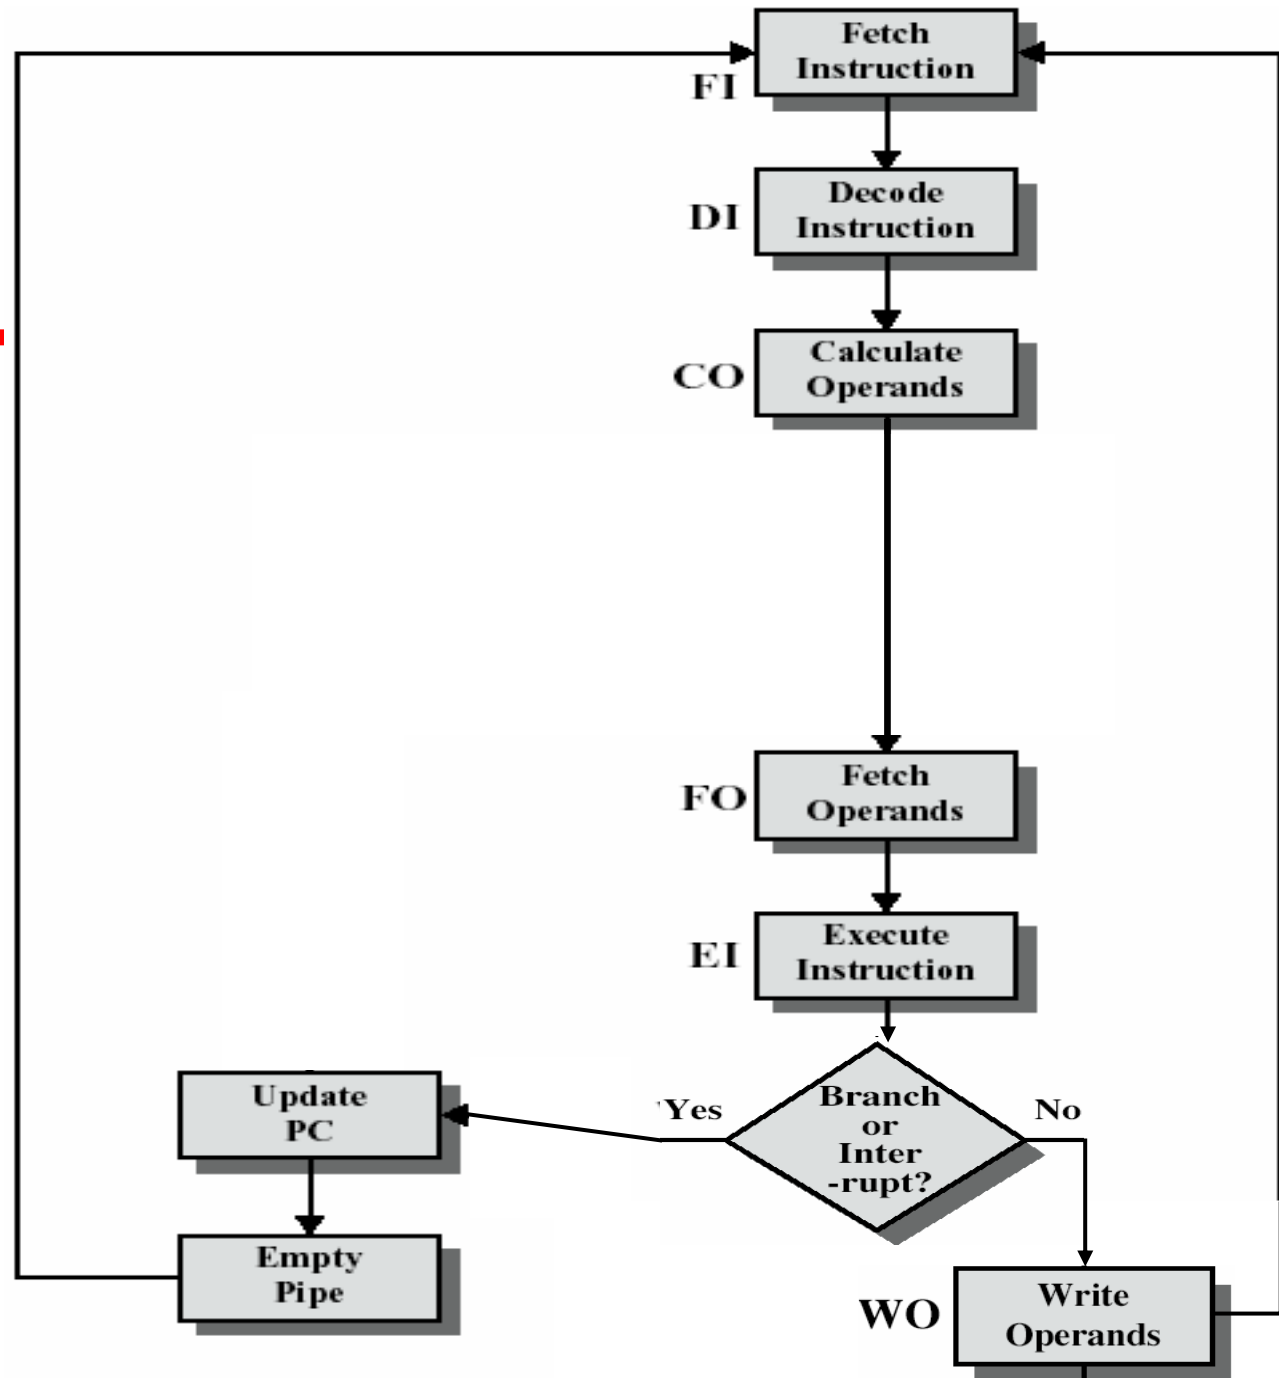 Fetch
Instruction
FI
Decode
Instruction
DI
Calculate
Operands
CO
Fetch
Operands
FO
Execute
Instruction
EI
Update
PC
Yes
Branch
or
Inter
-rupt?
No
Empty
Pipe
Write
Operands
WO